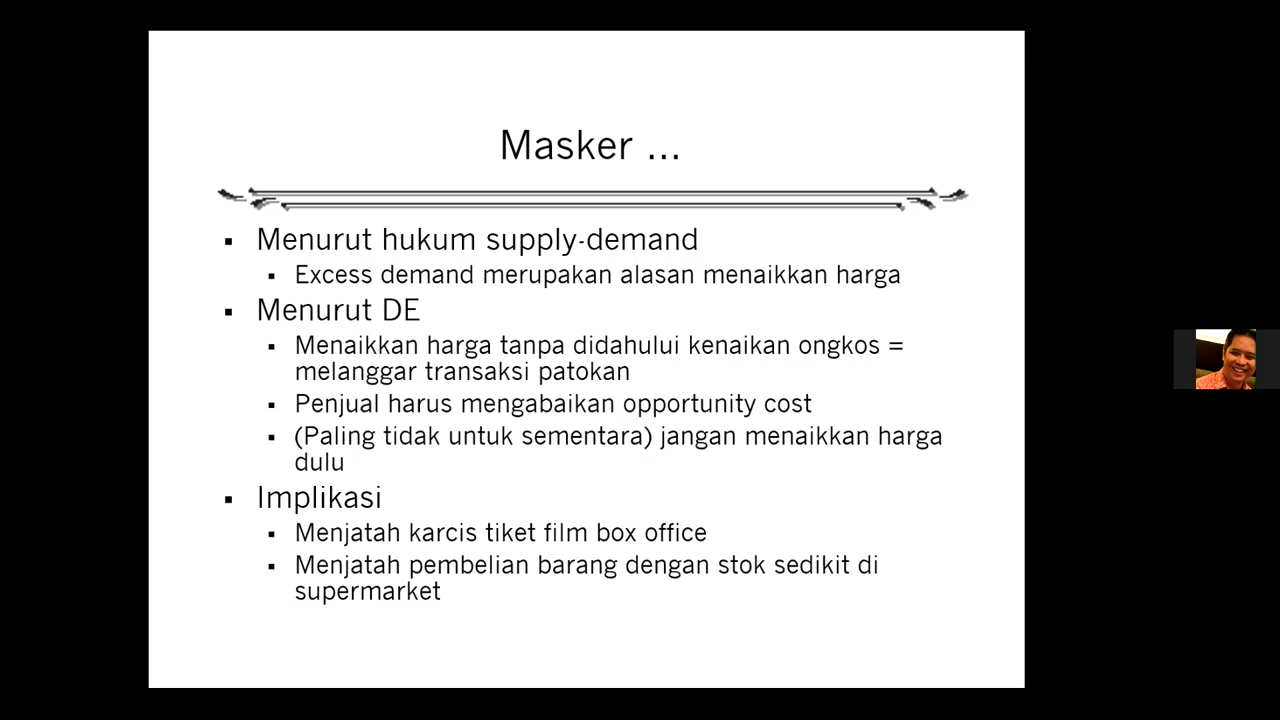 Masker ...
Menurut hukum supply-demand
Excess demand merupakan alasan menaikkan harga
Menurut DE
Menaikkan harga tanpa didahului kenaikan ongkos =
melanggar transaksi patokan
Penjual harus mengabaikan opportunity cost
(Paling tidak untuk sementara) jangan menaikkan harga
dulu
Implikasi
Menjatah karcis tiket film box office
Menjatah pembelian barang dengan stok sedikit di
supermarket